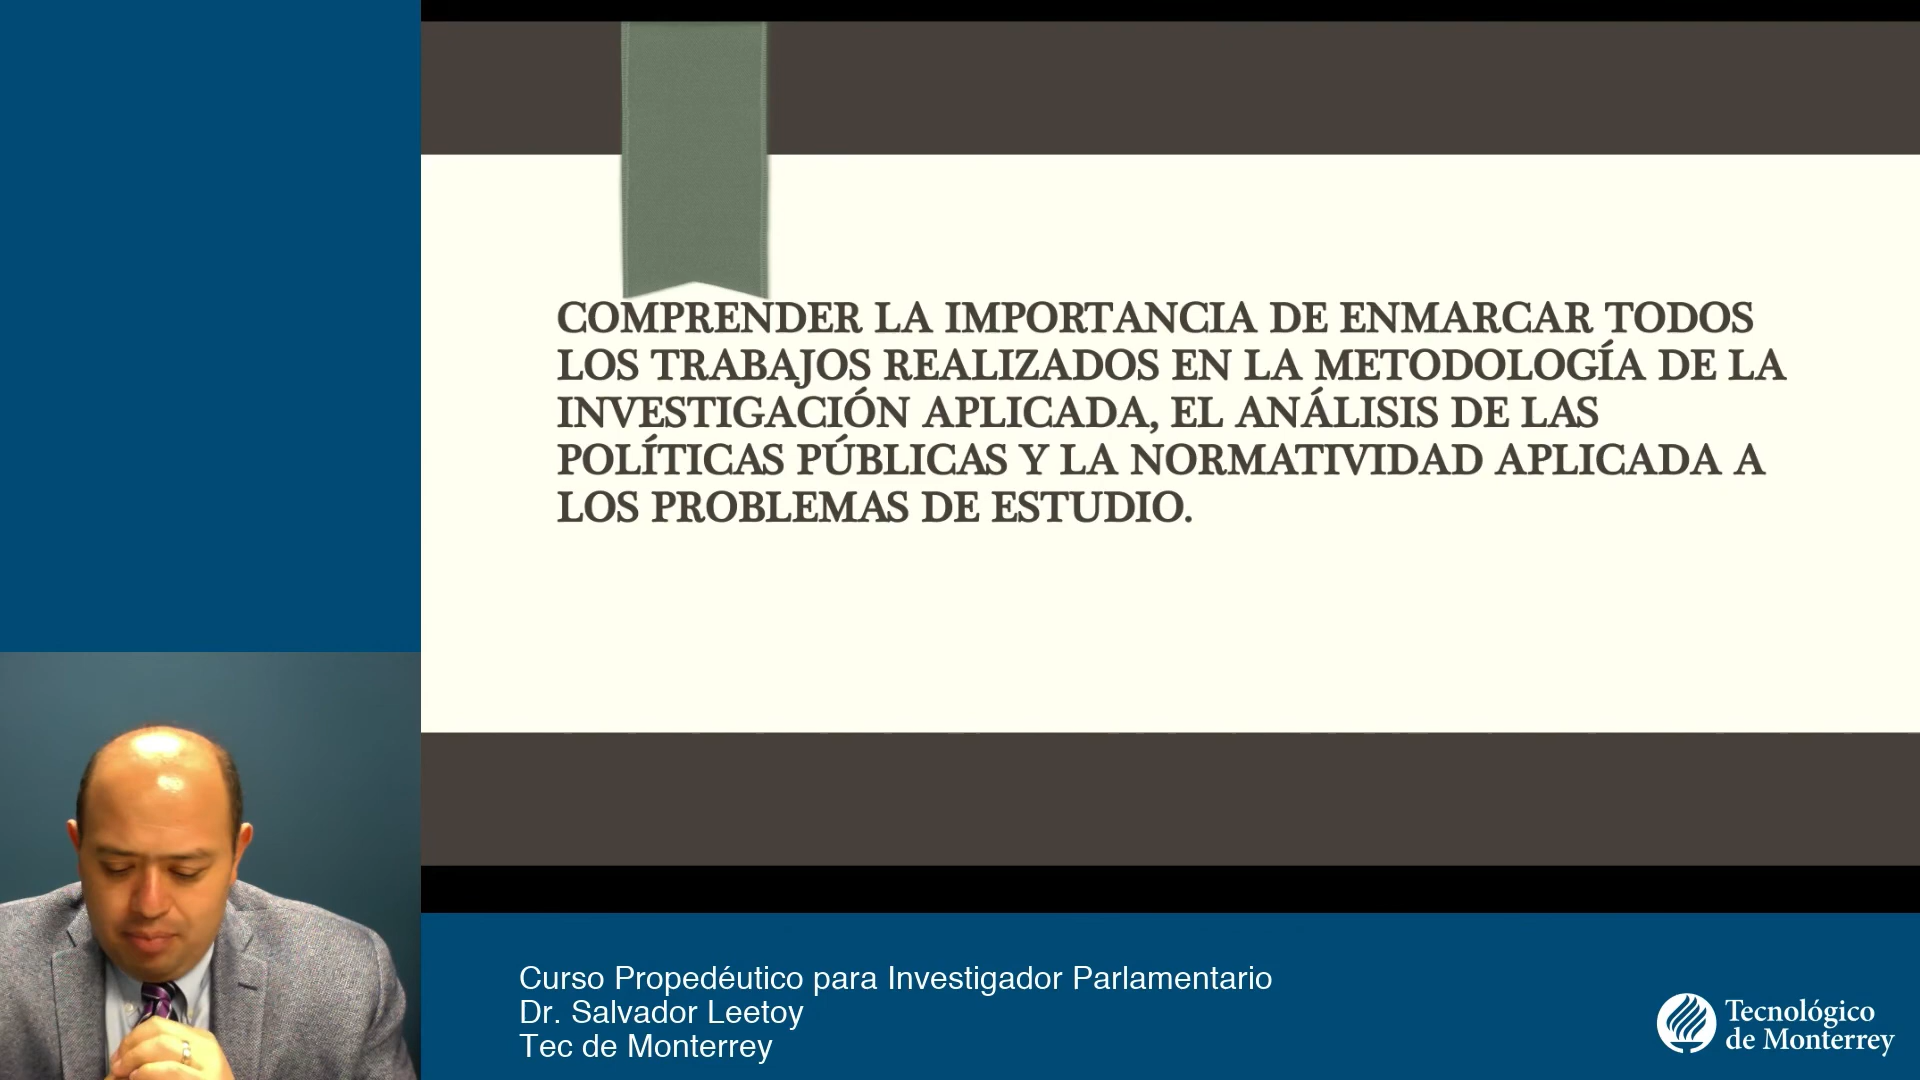 COMPRENDER LA IMPORTANCIA DE ENMARCAR TODOS
LOS TRABAJOS REALIZADOS EN LA METODOLOGÍA DE LA
INVESTIGACIÓN APLICADA, EL ANÁLISIS DE LAS
POLÍTICAS PÚBLICAS Y LA NORMATIVIDAD APLICADA A
LOS PROBLEMAS DE ESTUDIO.
Curso Propedéutico para Investigador Parlamentario
Dr. Salvador Leetoy
Tec de Monterrey
Tecnológico
de Monterrey